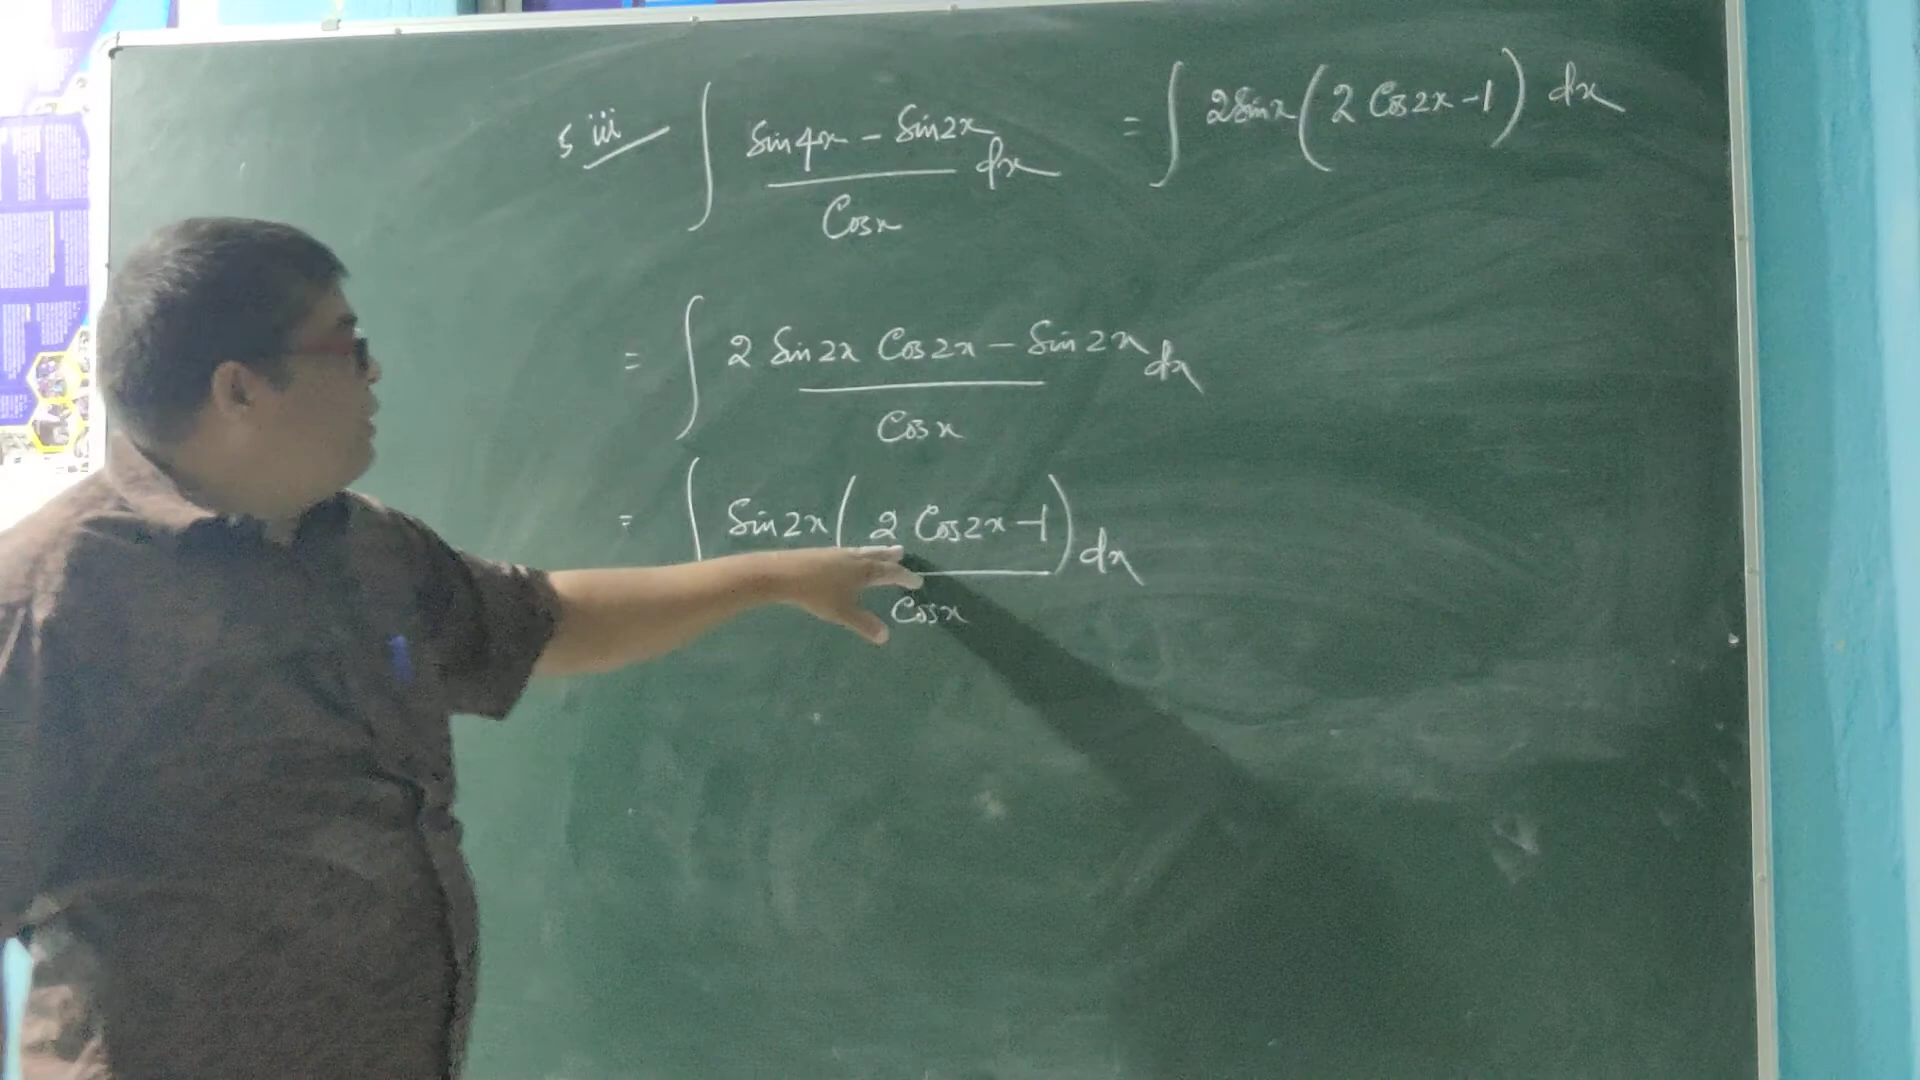 5 iii ∫ (Sin4x − Sin2x)/Cosx dx
= ∫ (2 Sin2x Cos2x − Sin2x)/Cosx dx
= ∫ Sin2x(2 Cos2x − 1)/Cosx dx
= ∫ 2Sinx(2 Cos2x − 1) dx